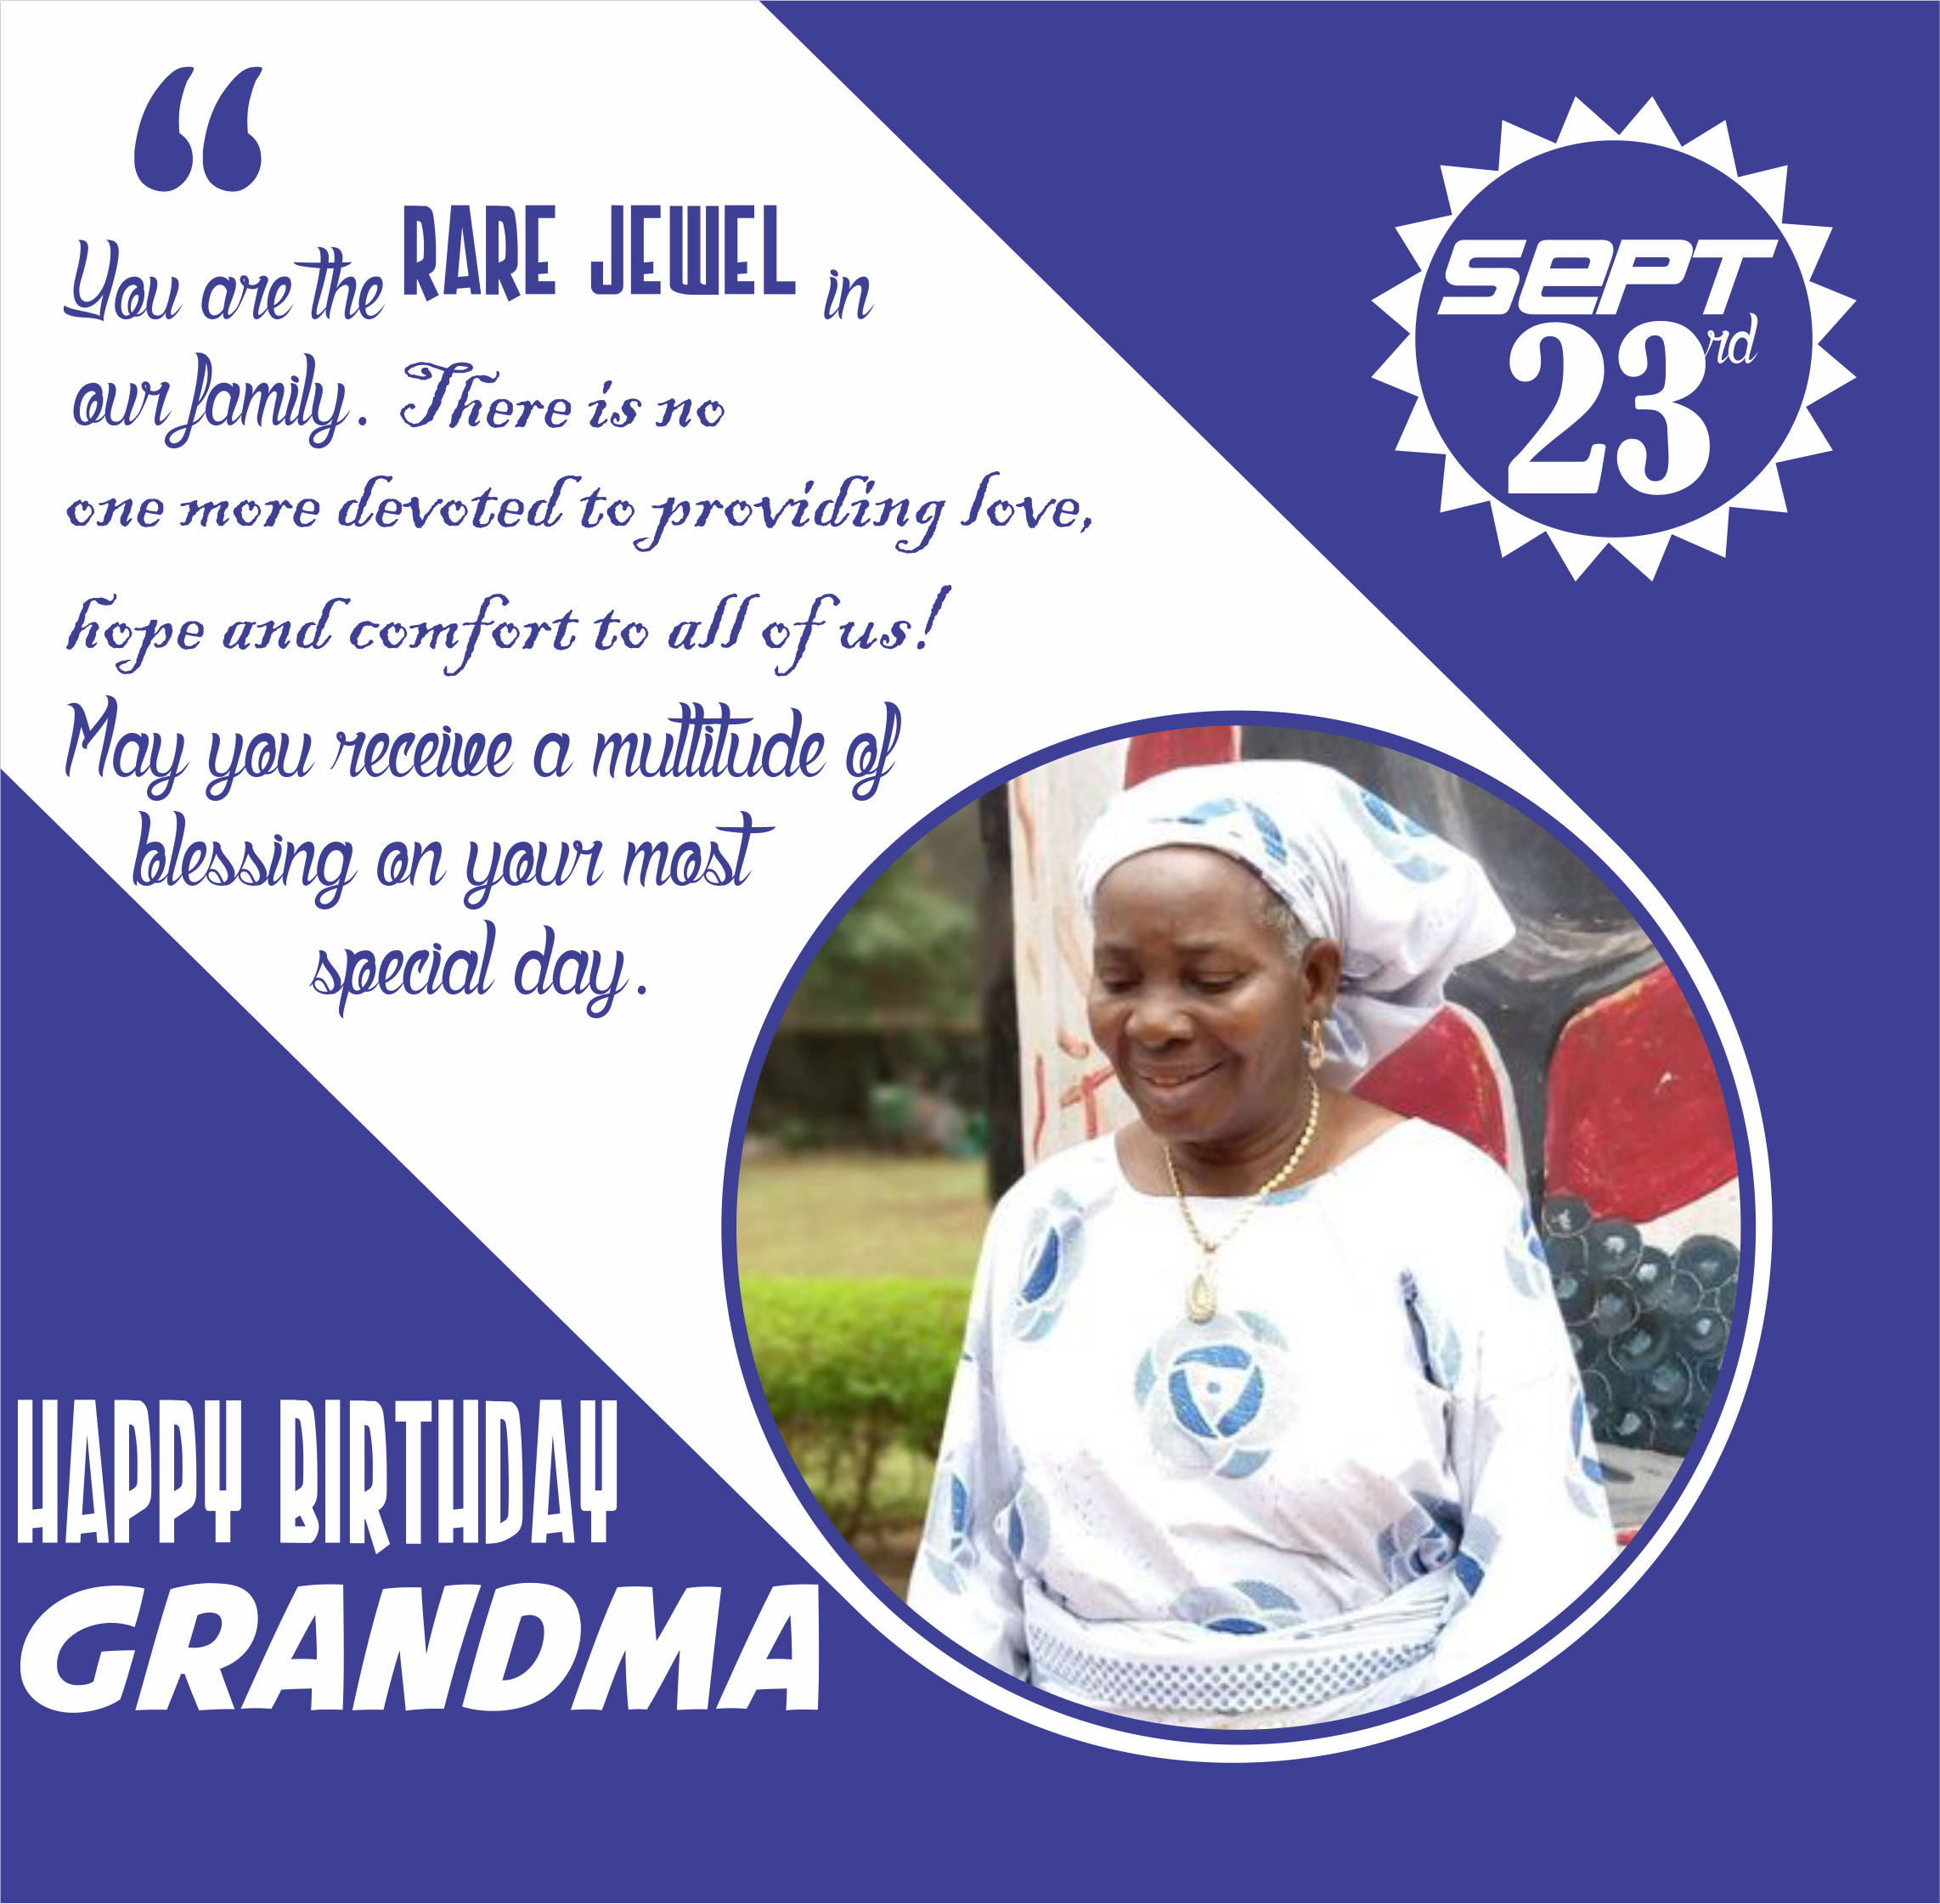 “
You are the RARE JEWEL in
our family. There is no
one more devoted to providing love,
hope and comfort to all of us!
May you receive a multitude of
blessing on your most
special day.
SEPT
23rd
HAPPY BIRTHDAY
GRANDMA